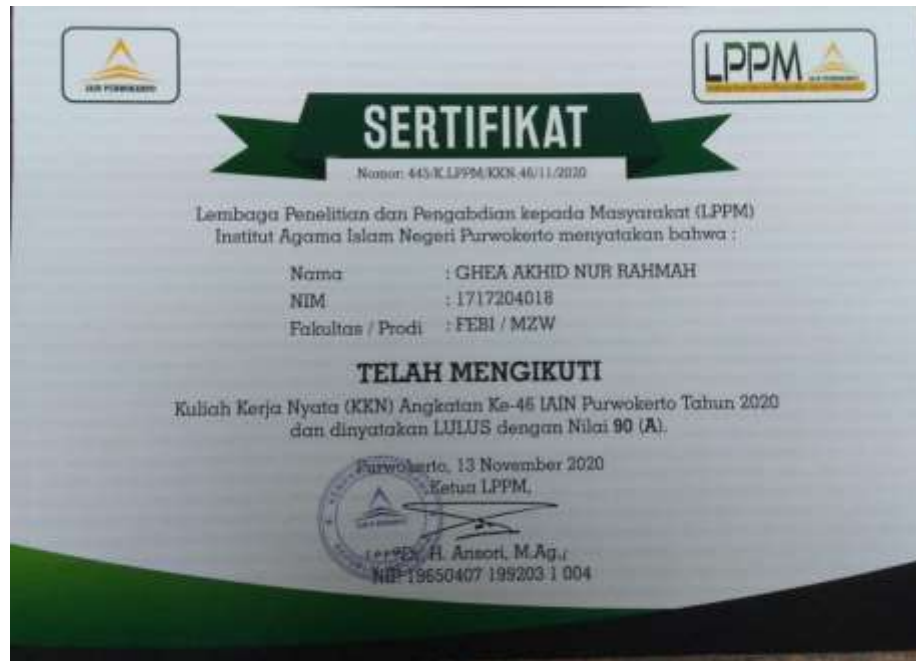 IAIN PURWOKERTO
LPPM
SERTIFIKAT
Nomor: 445/K.LPPM/KKN.46/11/2020
Lembaga Penelitian dan Pengabdian kepada Masyarakat (LPPM)
Institut Agama Islam Negeri Purwokerto menyatakan bahwa :
Nama : GHEA AKHID NUR RAHMAH
NIM : 1717204018
Fakultas / Prodi : FEBI / MZW
TELAH MENGIKUTI
Kuliah Kerja Nyata (KKN) Angkatan Ke-46 IAIN Purwokerto Tahun 2020
dan dinyatakan LULUS dengan Nilai 90 (A).
Purwokerto, 13 November 2020
Ketua LPPM,
H. Ansori, M.Ag.
NIP. 19650407 199203 1 004